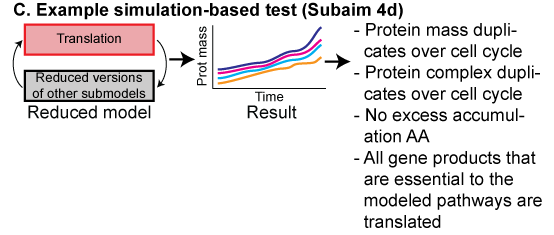 C. Example simulation-based test (Subaim 4d)
Translation
Reduced versions
of other submodels
Reduced model
Prot mass
Time
Result
- Protein mass dupli-
cates over cell cycle
- Protein complex dupli-
cates over cell cycle
- No excess accumul-
ation AA
- All gene products that
are essential to the
modeled pathways are
translated